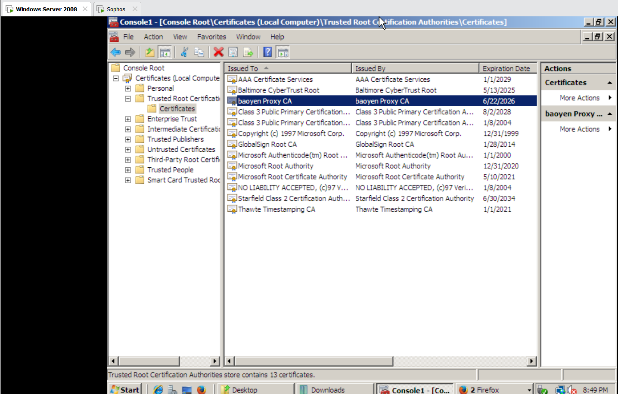 Windows Server 2008
Sophos
Console1 - [Console Root\Certificates (Local Computer)\Trusted Root Certification Authorities\Certificates]
File Action View Favorites Window Help
Console Root
Certificates (Local Compute
Personal
Trusted Root Certificati
Certificates
Enterprise Trust
Intermediate Certificatio
Trusted Publishers
Untrusted Certificates
Third-Party Root Certifi
Trusted People
Smart Card Trusted Roo
Issued To Issued By Expiration Date
AAA Certificate Services AAA Certificate Services 1/1/2029
Baltimore CyberTrust Root Baltimore CyberTrust Root 5/13/2025
baoyen Proxy CA baoyen Proxy CA 6/22/2026
Class 3 Public Primary Certification... Class 3 Public Primary Certification A... 8/2/2028
Class 3 Public Primary Certification... Class 3 Public Primary Certification A... 1/8/2004
Copyright (c) 1997 Microsoft Corp. Copyright (c) 1997 Microsoft Corp. 12/31/1999
GlobalSign Root CA GlobalSign Root CA 1/28/2014
Microsoft Authenticode(tm) Root ... Microsoft Authenticode(tm) Root Au... 1/1/2000
Microsoft Root Authority Microsoft Root Authority 12/31/2020
Microsoft Root Certificate Authority Microsoft Root Certificate Authority 5/10/2021
NO LIABILITY ACCEPTED, (c)97 V... NO LIABILITY ACCEPTED, (c)97 Veri... 1/8/2004
Starfield Class 2 Certification Auth... Starfield Class 2 Certification Authority 6/30/2034
Thawte Timestamping CA Thawte Timestamping CA 1/1/2021
Actions
Certificates
More Actions
baoyen Proxy ...
More Actions
Trusted Root Certification Authorities store contains 13 certificates.
Start Desktop Downloads Console1 - [Co... 2 Firefox 8:49 PM